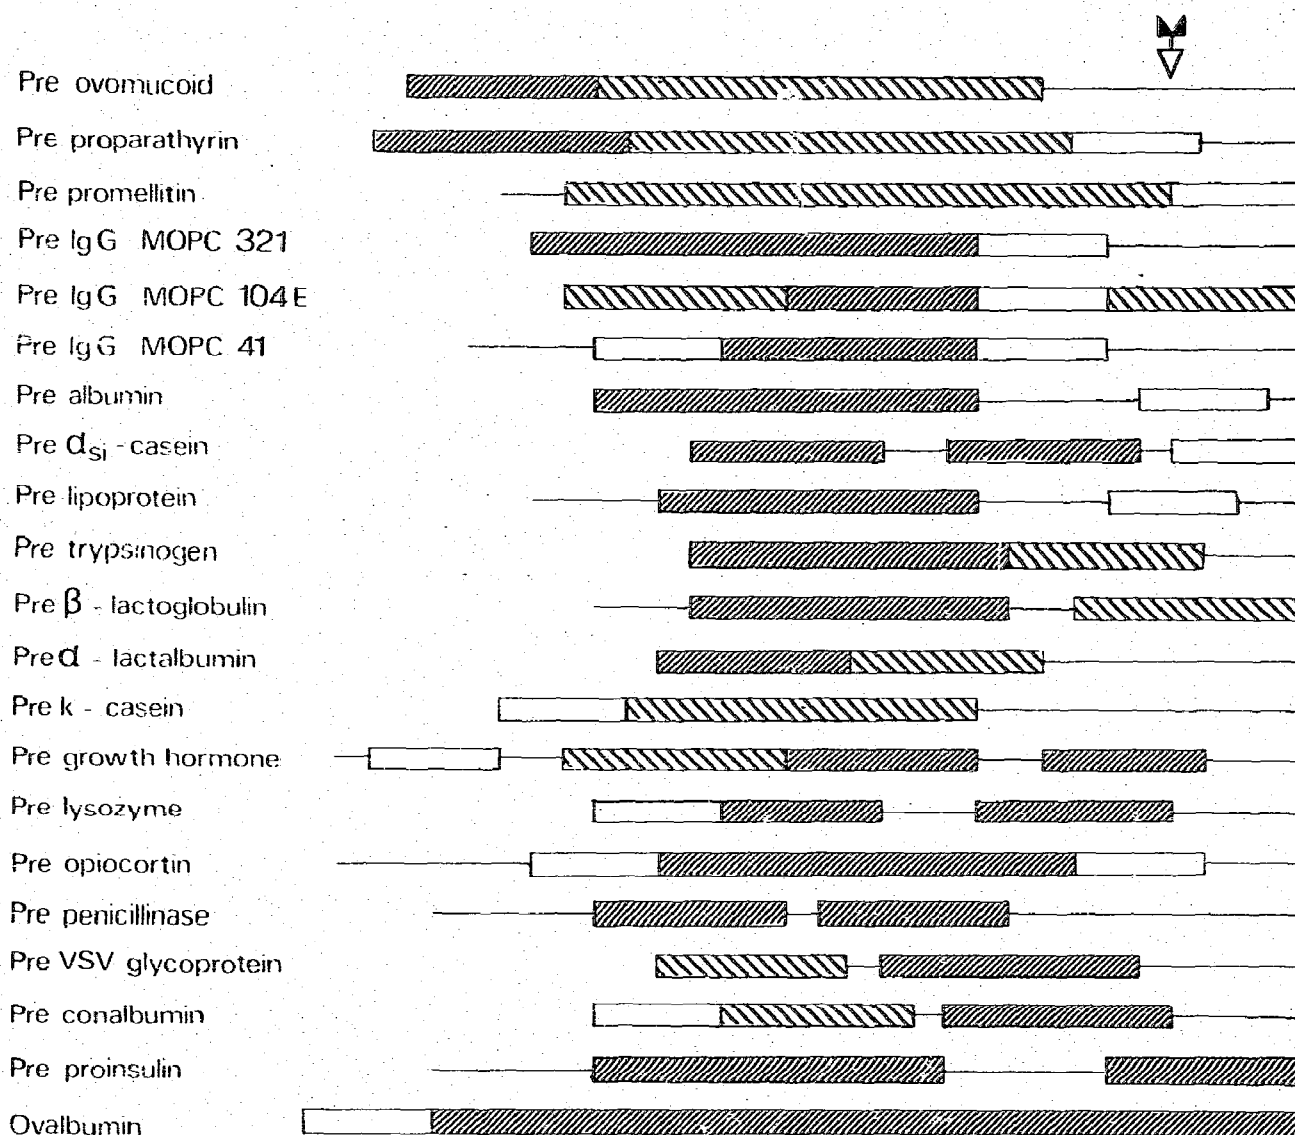 Pre ovomucoid
Pre proparathyrin
Pre promellitin
Pre IgG MOPC 321
Pre IgG MOPC 104E
Pre IgG MOPC 41
Pre albumin
Pre αsi - casein
Pre lipoprotein
Pre trypsinogen
Pre β - lactoglobulin
Pre α - lactalbumin
Pre k - casein
Pre growth hormone
Pre lysozyme
Pre opiocortin
Pre penicillinase
Pre VSV glycoprotein
Pre conalbumin
Pre proinsulin
Ovalbumin